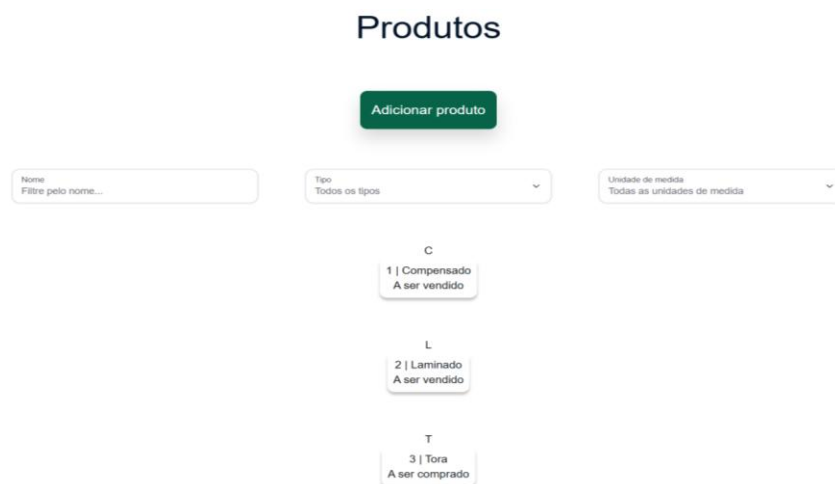 Produtos
Adicionar produto
Nome
Filtre pelo nome...
Tipo
Todos os tipos
Unidade de medida
Todas as unidades de medida
C
1 | Compensado
A ser vendido
L
2 | Laminado
A ser vendido
T
3 | Tora
A ser comprado